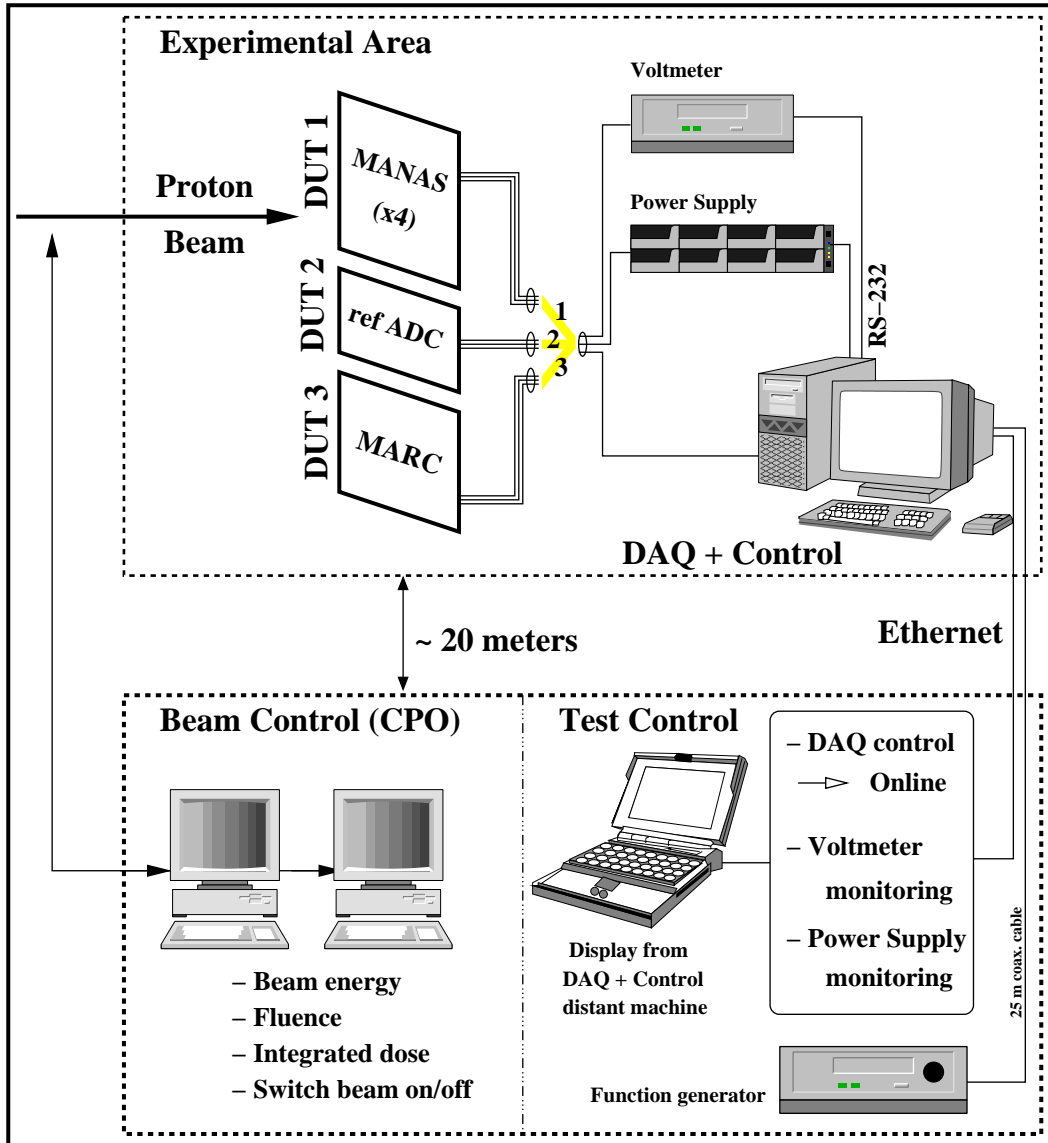 Experimental Area
Voltmeter
DUT 1
MANAS
(x4)
Proton
Beam
Power Supply
DUT 2
ref ADC
1
2
3
RS–232
DUT 3
MARC
DAQ + Control
~ 20 meters
Ethernet
Beam Control (CPO)
– Beam energy
– Fluence
– Integrated dose
– Switch beam on/off
Test Control
Display from
DAQ + Control
distant machine
– DAQ control
Online
– Voltmeter
monitoring
– Power Supply
monitoring
25 m coax. cable
Function generator